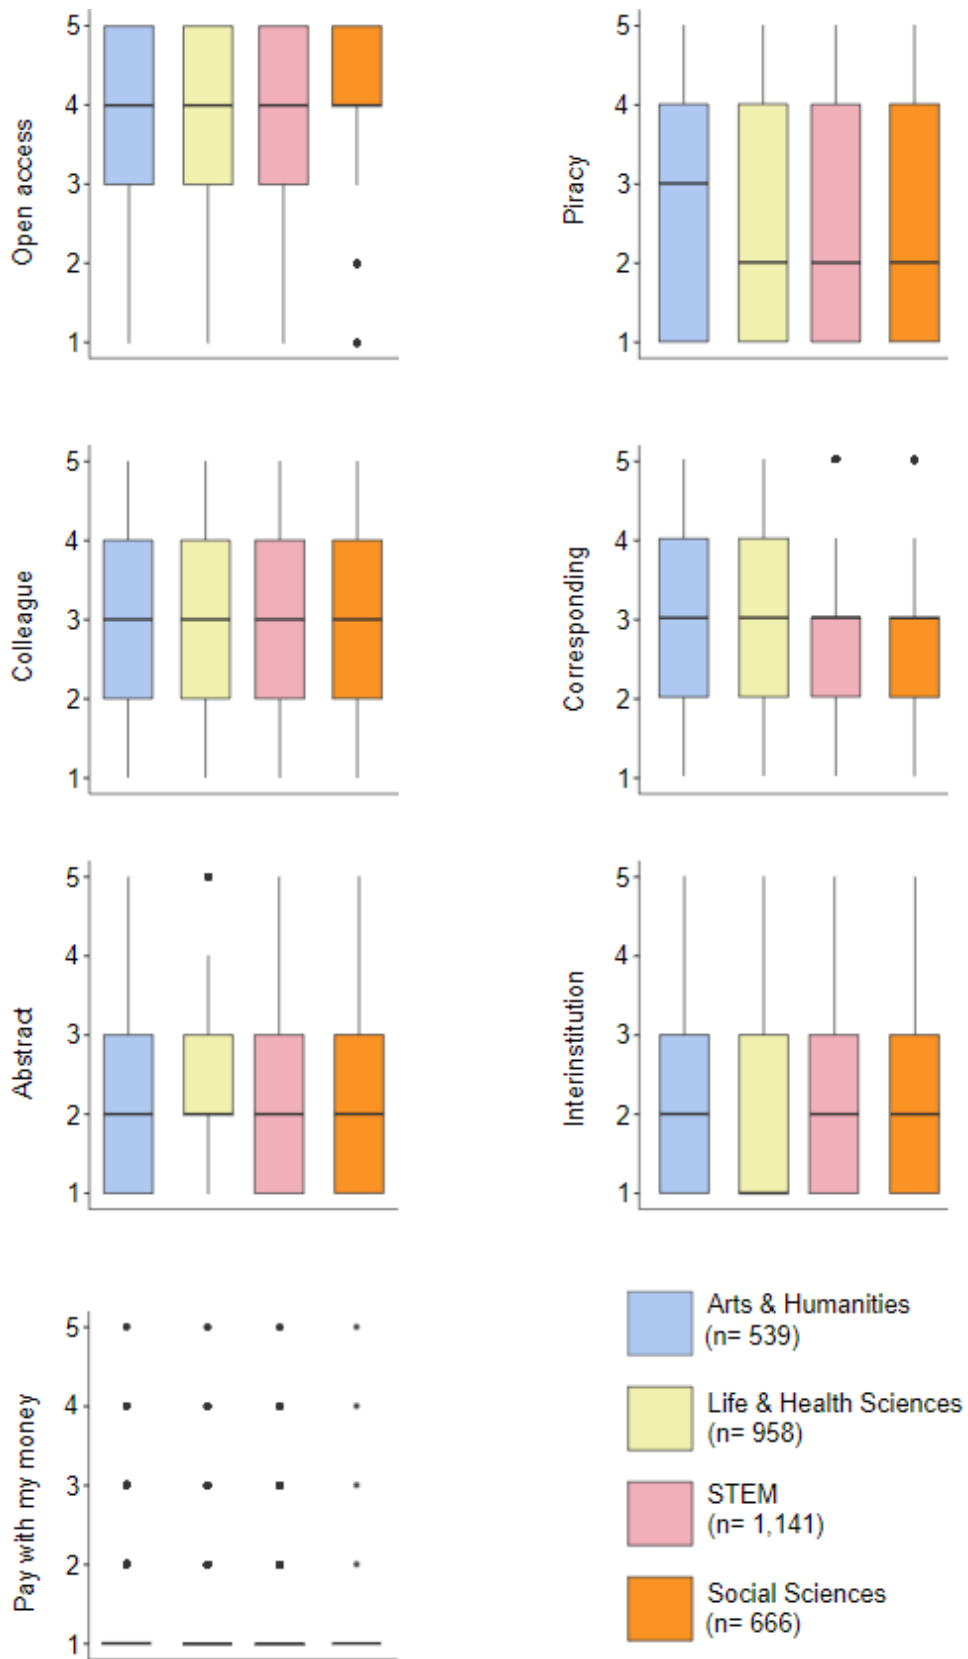 Open access
5
4
3
2
1
Piracy
5
4
3
2
1
Colleague
5
4
3
2
1
Corresponding
5
4
3
2
1
Abstract
5
4
3
2
1
Interinstitution
5
4
3
2
1
Pay with my money
5
4
3
2
1
Arts & Humanities
(n= 539)
Life & Health Sciences
(n= 958)
STEM
(n= 1,141)
Social Sciences
(n= 666)